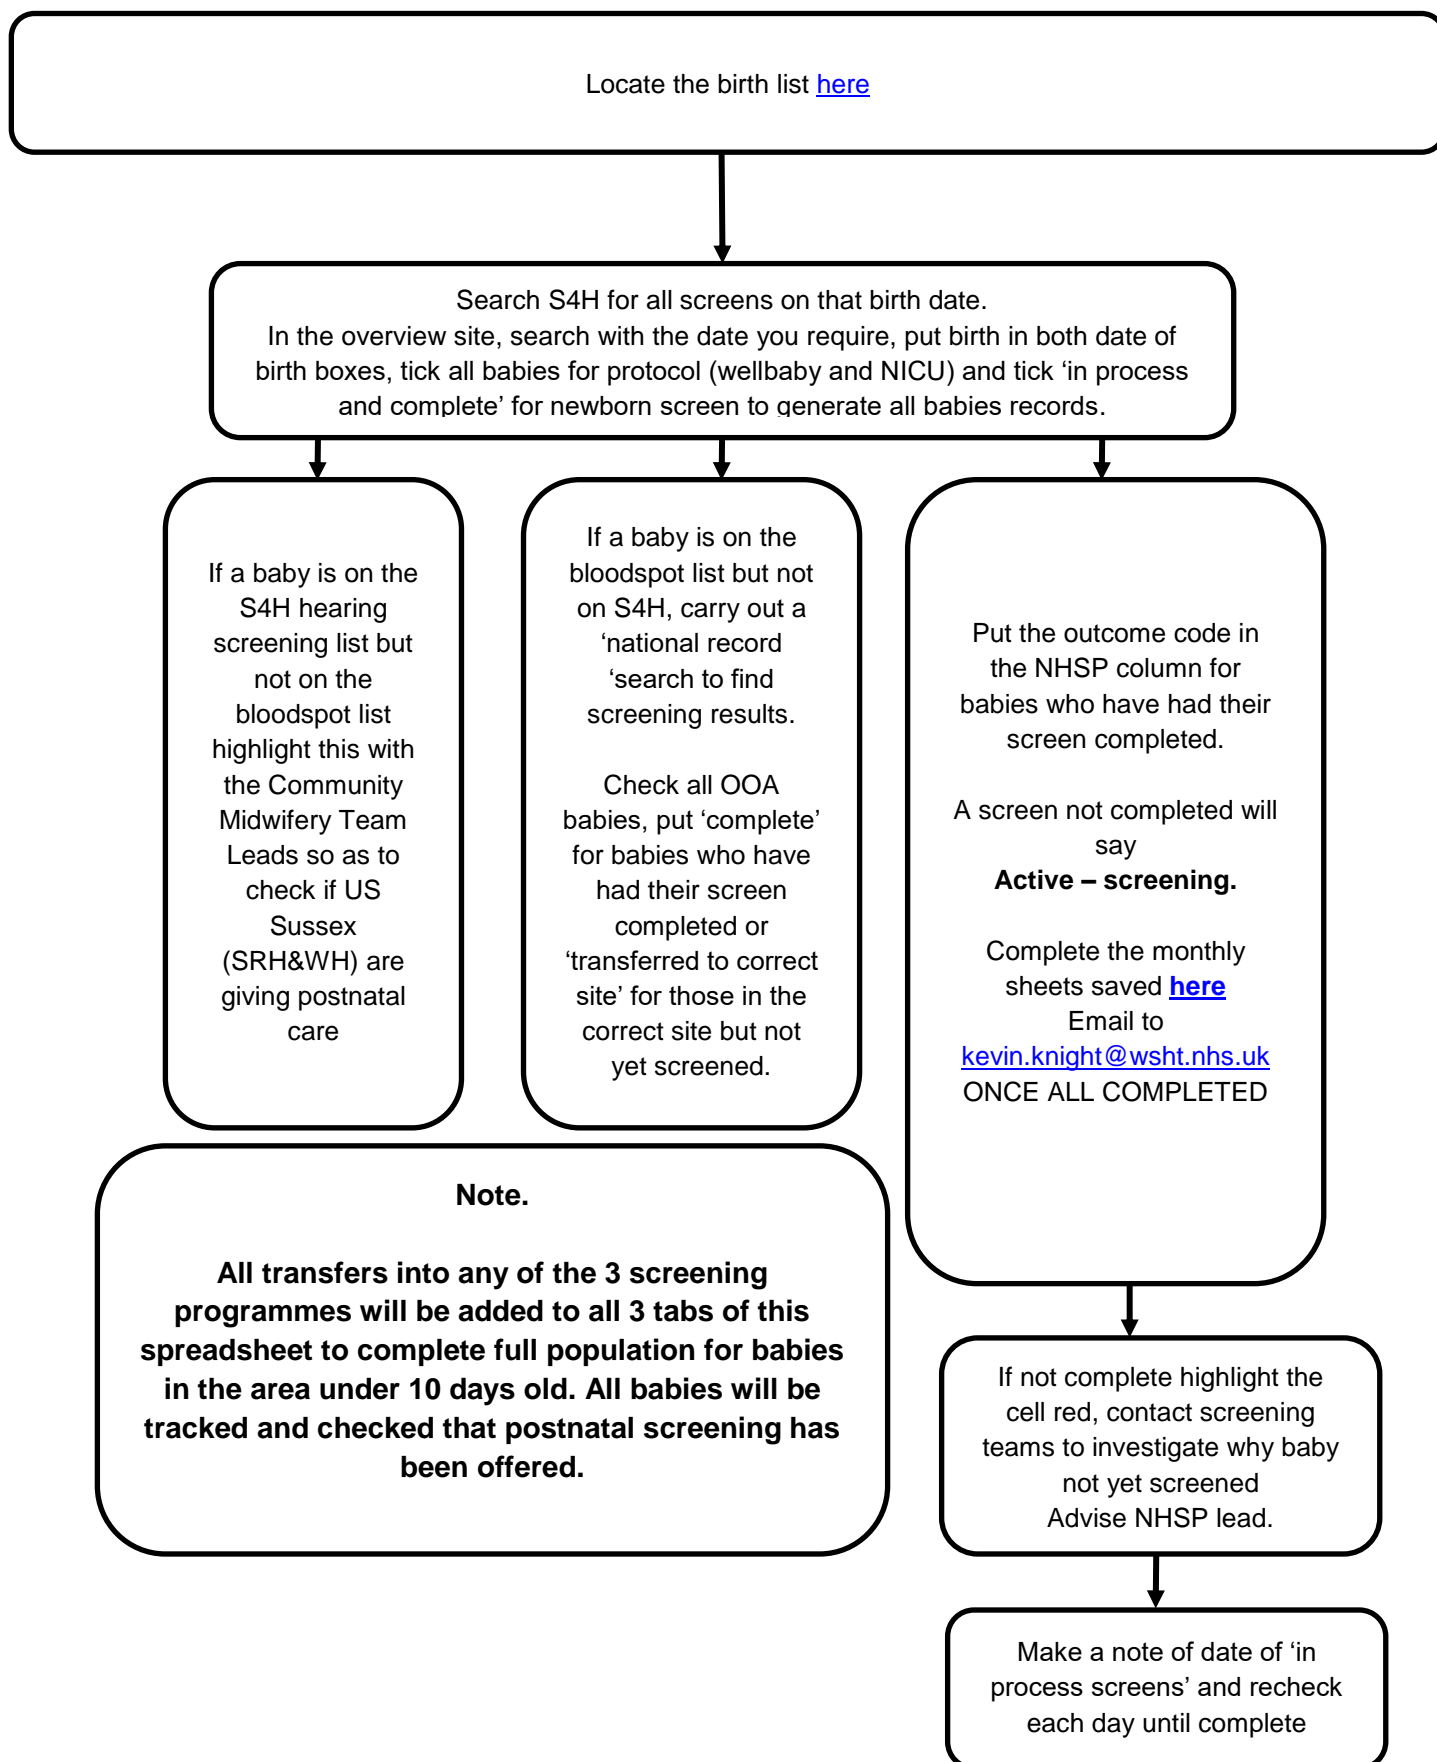 Locate the birth list here
Search S4H for all screens on that birth date.
In the overview site, search with the date you require, put birth in both date of
birth boxes, tick all babies for protocol (wellbaby and NICU) and tick ‘in process
and complete’ for newborn screen to generate all babies records.
If a baby is on the
S4H hearing
screening list but
not on the
bloodspot list
highlight this with
the Community
Midwifery Team
Leads so as to
check if US
Sussex
(SRH&WH) are
giving postnatal
care
If a baby is on the
bloodspot list but not
on S4H, carry out a
‘national record
‘search to find
screening results.
Check all OOA
babies, put ‘complete’
for babies who have
had their screen
completed or
‘transferred to correct
site’ for those in the
correct site but not
yet screened.
Put the outcome code in
the NHSP column for
babies who have had their
screen completed.
A screen not completed will
say
Active – screening.
Complete the monthly
sheets saved here
Email to
kevin.knight@wsht.nhs.uk
ONCE ALL COMPLETED
Note.
All transfers into any of the 3 screening
programmes will be added to all 3 tabs of this
spreadsheet to complete full population for babies
in the area under 10 days old. All babies will be
tracked and checked that postnatal screening has
been offered.
If not complete highlight the
cell red, contact screening
teams to investigate why baby
not yet screened
Advise NHSP lead.
Make a note of date of ‘in
process screens’ and recheck
each day until complete